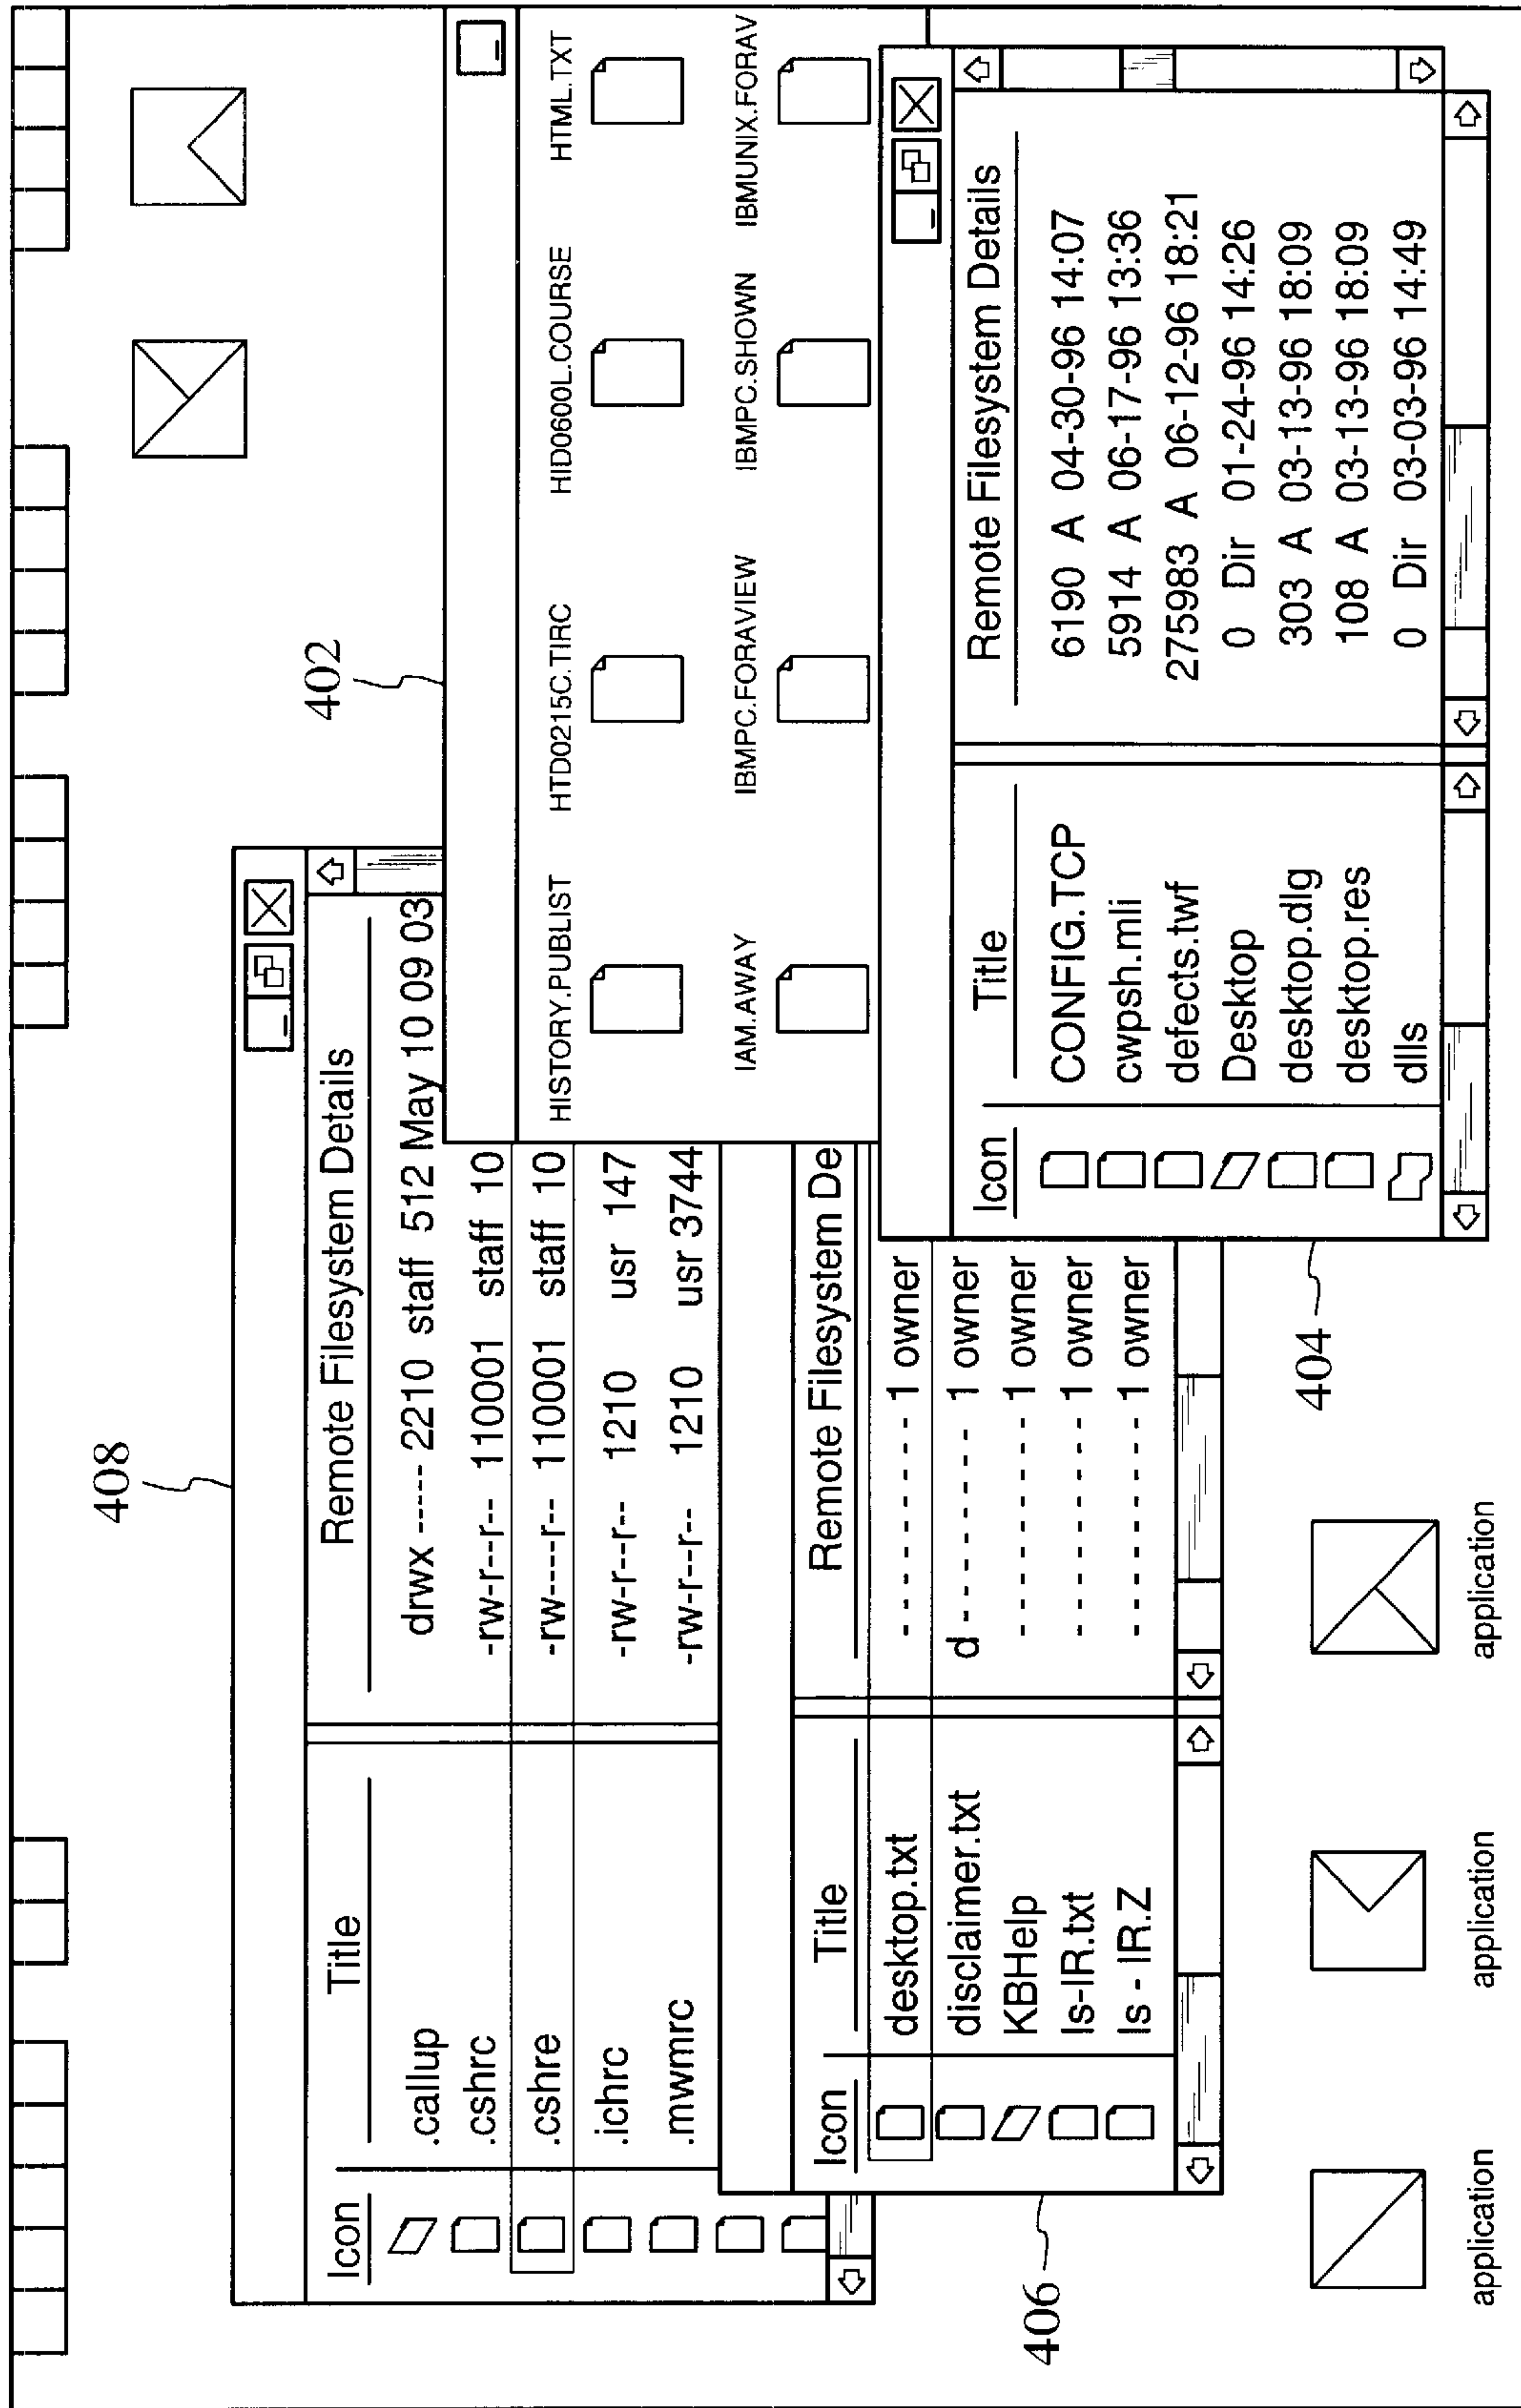 408
402
Icon Title Remote Filesystem Details
.callup drwx ----- 2210 staff 512 May 10 09 03
.cshrc -rw-r---r-- 110001 staff 10
.cshre -rw----r-- 110001 staff 10
.ichrc -rw-r---r-- 1210 usr 147
.mwmrc -rw-r--r-- 1210 usr 3744
HISTORY.PUBLIST HTD0215C.TIRC HID0600L.COURSE HTML.TXT
IAM.AWAY IBMPC.FORAVIEW IBMPC.SHOWN IBMUNIX.FORAV
Icon Title Remote Filesystem De
desktop.txt - - - - - - - - - 1 owner
disclaimer.txt d - - - - - - - - 1 owner
KBHelp - - - - - - - - - 1 owner
Is-IR.txt - - - - - - - - - 1 owner
Is - IR.Z - - - - - - - - - 1 owner
Icon Title Remote Filesystem Details
CONFIG.TCP 6190 A 04-30-96 14:07
cwpsh.mli 5914 A 06-17-96 13:36
defects.twf 275983 A 06-12-96 18:21
Desktop 0 Dir 01-24-96 14:26
desktop.dlg 303 A 03-13-96 18:09
desktop.res 108 A 03-13-96 18:09
dlls 0 Dir 03-03-96 14:49
406
404
application application application